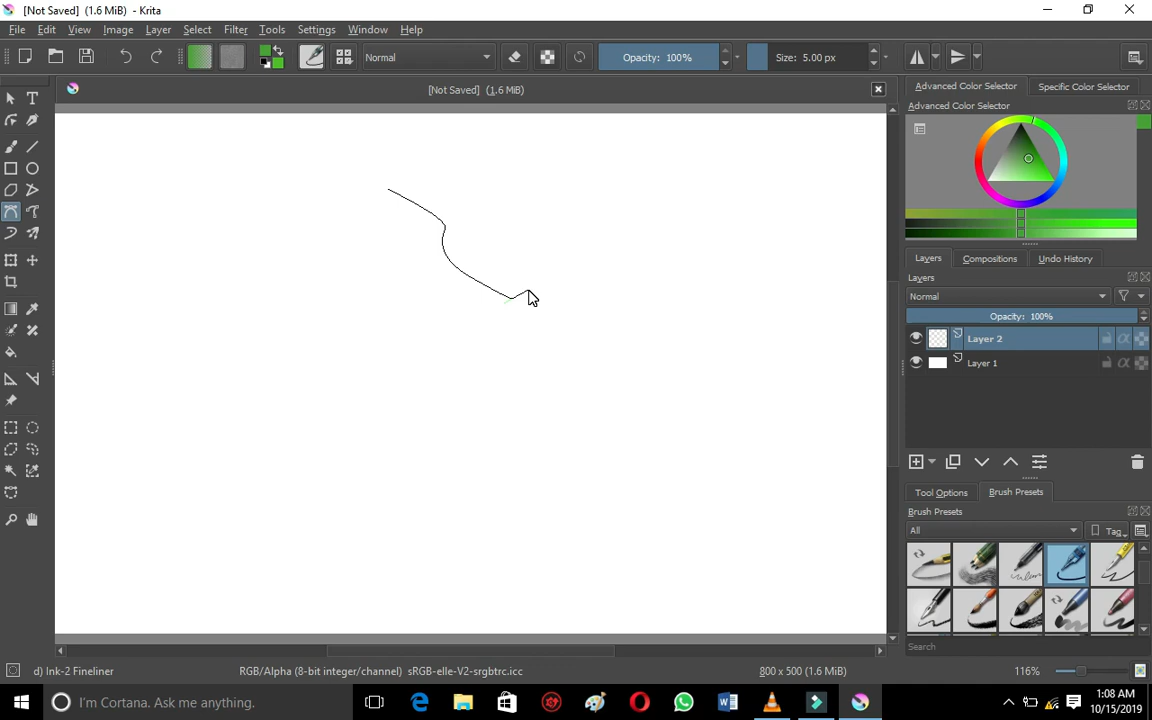 [Not Saved] (1.6 MiB) - Krita
File Edit View Image Layer Select Filter Tools Settings Window Help
Normal Opacity: 100% Size: 5.00 px
[Not Saved] (1.6 MiB)
Advanced Color Selector Specific Color Selector
Advanced Color Selector
Layers Compositions Undo History
Layers
Normal
Opacity: 100%
Layer 2
Layer 1
Tool Options Brush Presets
Brush Presets
All Tag
Search
d) Ink-2 Fineliner RGB/Alpha (8-bit integer/channel) sRGB-elle-V2-srgbtrc.icc 800 x 500 (1.6 MiB) 116%
I'm Cortana. Ask me anything. 1:08 AM
10/15/2019